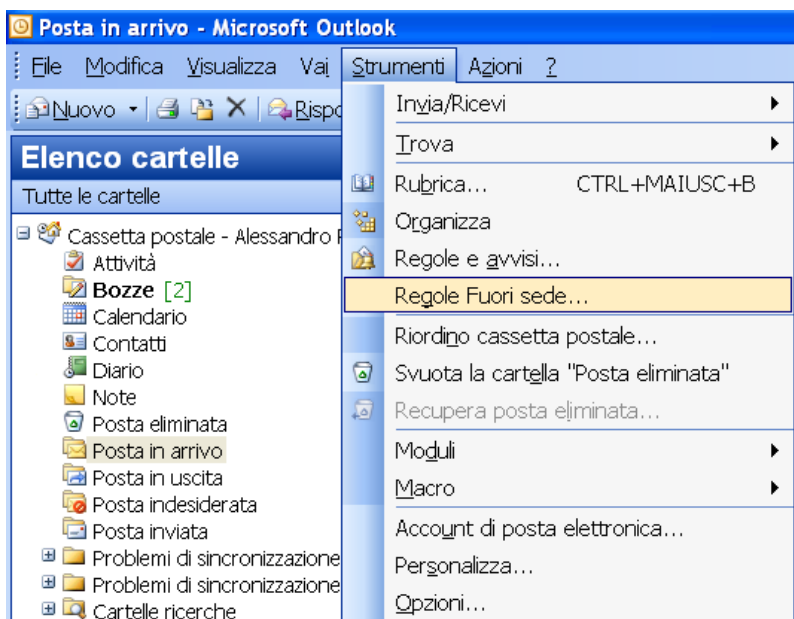 Posta in arrivo - Microsoft Outlook
File Modifica Visualizza Vai Strumenti Azioni ?
Nuovo
Elenco cartelle
Tutte le cartelle
Cassetta postale - Alessandro
Attività
Bozze [2]
Calendario
Contatti
Diario
Note
Posta eliminata
Posta in arrivo
Posta in uscita
Posta indesiderata
Posta inviata
Problemi di sincronizzazione
Problemi di sincronizzazione
Cartelle ricerche
Invia/Ricevi
Trova
Rubrica... CTRL+MAIUSC+B
Organizza
Regole e avvisi...
Regole Fuori sede...
Riordino cassetta postale...
Svuota la cartella "Posta eliminata"
Recupera posta eliminata...
Moduli
Macro
Account di posta elettronica...
Personalizza...
Opzioni...